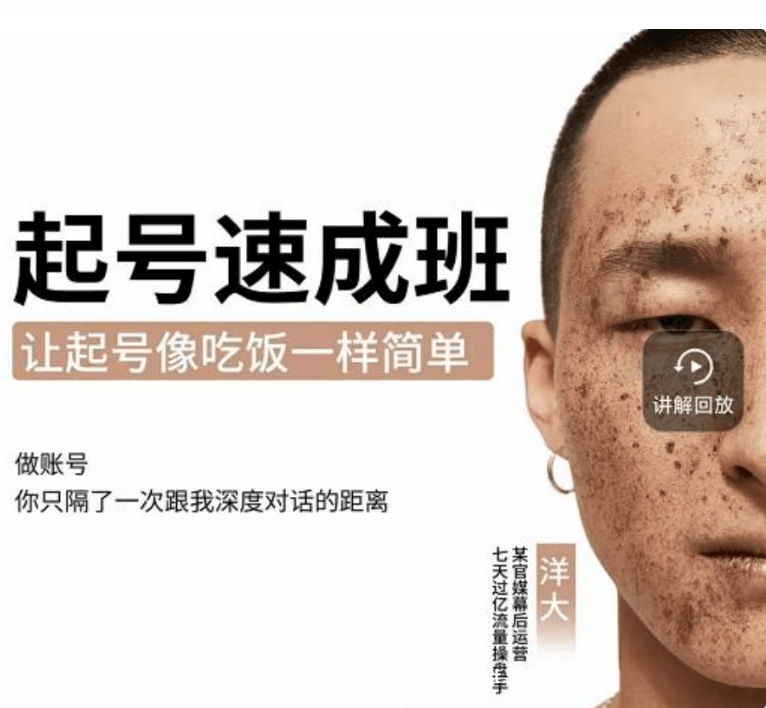 起号速成班
让起号像吃饭一样简单
讲解回放
做账号
你只隔了一次跟我深度对话的距离
洋大
某官媒幕后运营
七天过亿流量操盘手